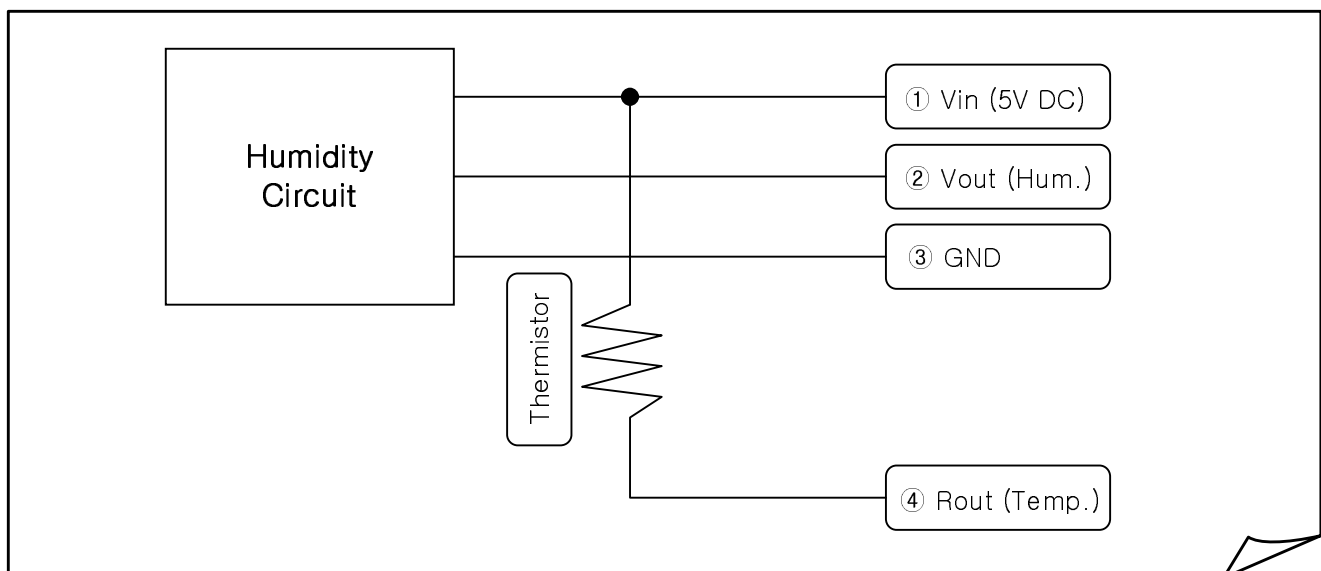 Humidity
Circuit
① Vin (5V DC)
② Vout (Hum.)
③ GND
Thermistor
④ Rout (Temp.)